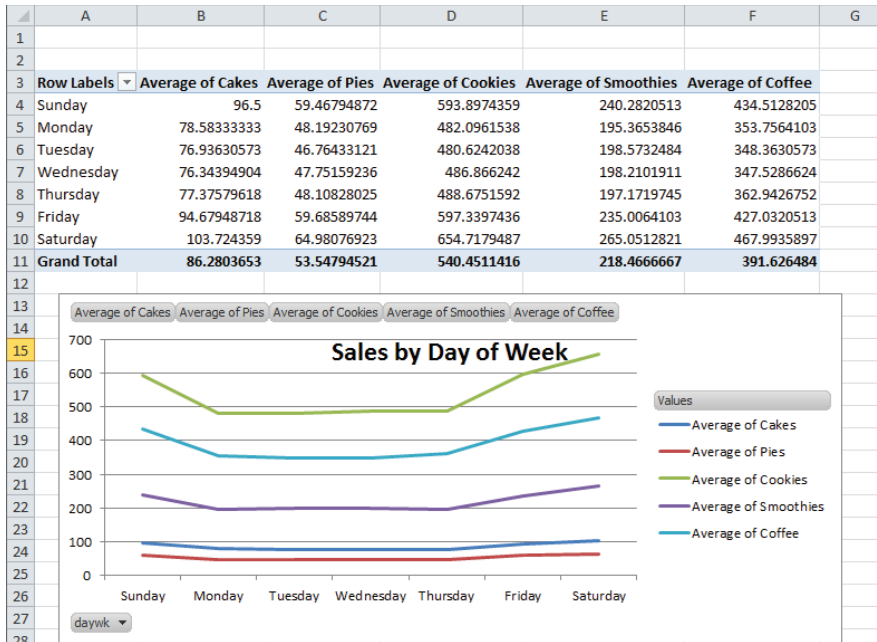 A B C D E F G
1
2
3 Row Labels Average of Cakes Average of Pies Average of Cookies Average of Smoothies Average of Coffee
4 Sunday 96.5 59.46794872 593.8974359 240.2820513 434.5128205
5 Monday 78.58333333 48.19230769 482.0961538 195.3653846 353.7564103
6 Tuesday 76.93630573 46.76433121 480.6242038 198.5732484 348.3630573
7 Wednesday 76.34394904 47.75159236 486.866242 198.2101911 347.5286624
8 Thursday 77.37579618 48.10828025 488.6751592 197.1719745 362.9426752
9 Friday 94.67948718 59.68589744 597.3397436 235.0064103 427.0320513
10 Saturday 103.724359 64.98076923 654.7179487 265.0512821 467.9935897
11 Grand Total 86.2803653 53.54794521 540.4511416 218.4666667 391.626484
12
13
14
15
16
17
18
19
20
21
22
23
24
25
26
27
28
Average of Cakes Average of Pies Average of Cookies Average of Smoothies Average of Coffee
Sales by Day of Week
700
600
500
400
300
200
100
0
Sunday Monday Tuesday Wednesday Thursday Friday Saturday
daywk
Values
Average of Cakes
Average of Pies
Average of Cookies
Average of Smoothies
Average of Coffee